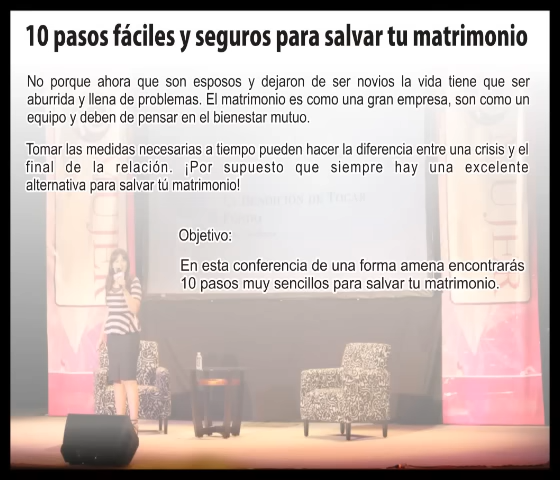 10 pasos fáciles y seguros para salvar tu matrimonio
No porque ahora que son esposos y dejaron de ser novios la vida tiene que ser
aburrida y llena de problemas. El matrimonio es como una gran empresa, son como un
equipo y deben de pensar en el bienestar mutuo.
Tomar las medidas necesarias a tiempo pueden hacer la diferencia entre una crisis y el
final de la relación. ¡Por supuesto que siempre hay una excelente
alternativa para salvar tú matrimonio!
Objetivo:
En esta conferencia de una forma amena encontrarás
10 pasos muy sencillos para salvar tu matrimonio.
MUJER